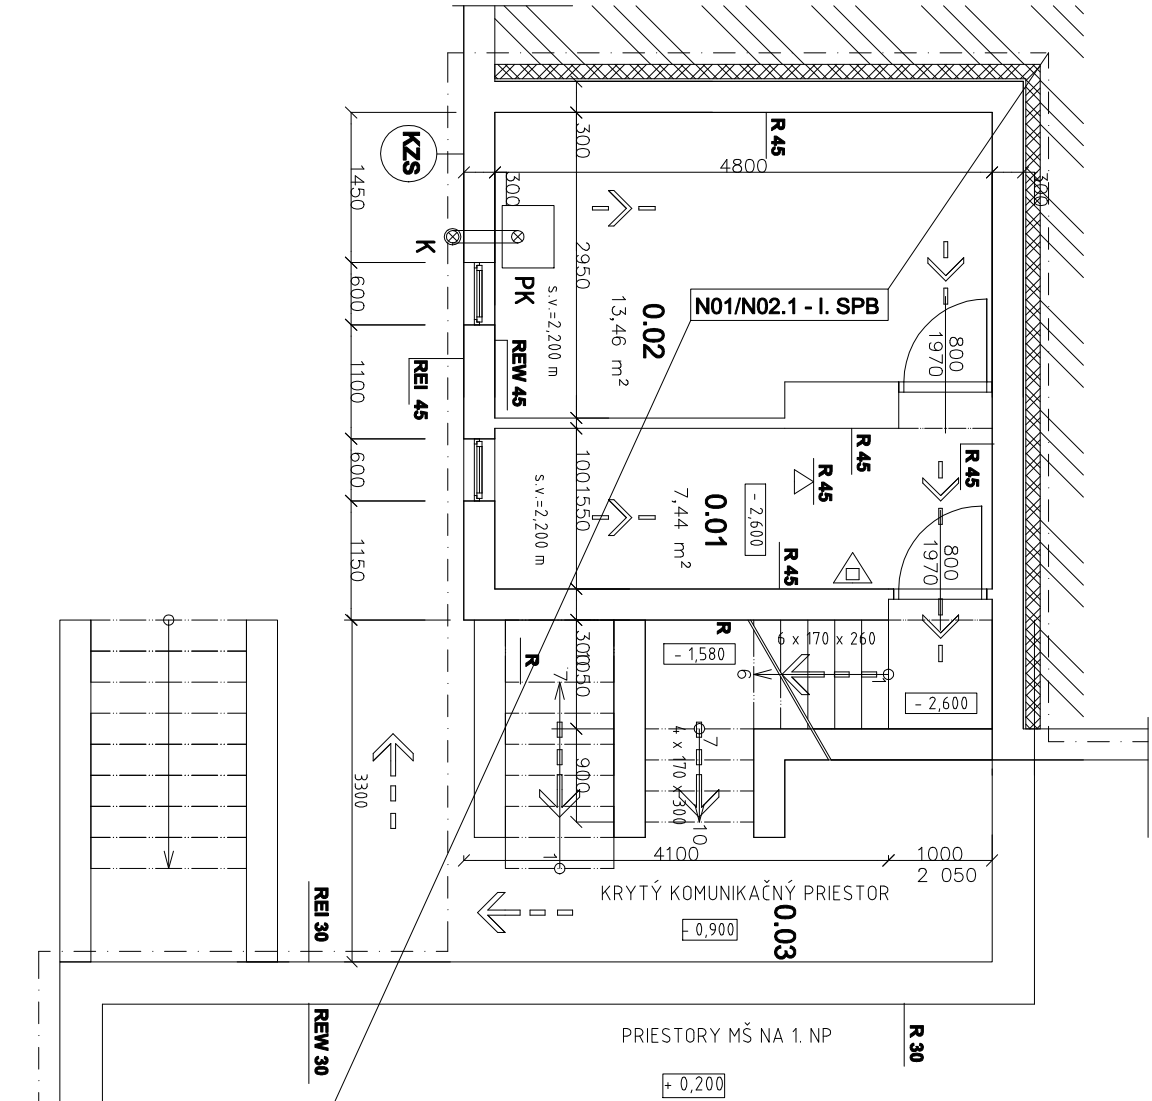 KZS
R 45
300
4800
300
300
1450
K
PK
2950
s.v.=2,200 m
13,46 m²
0.02
N01/N02.1 - I. SPB
800
1970
600
REW 45
REI 45
1100
600
1150
100
1550
s.v.=2,200 m
7,44 m²
0.01
- 2,600
R 45
R 45
R 45
R 45
800
1970
R
6 x 170 x 260
- 1,580
6
1
- 2,600
R
7
300
1050
900
7
4 x 170 x 300
10
1
3300
4100
1000
2 050
KRYTÝ KOMUNIKAČNÝ PRIESTOR
0.03
- 0,900
REI 30
REW 30
R 30
PRIESTORY MŠ NA 1. NP
+ 0,200